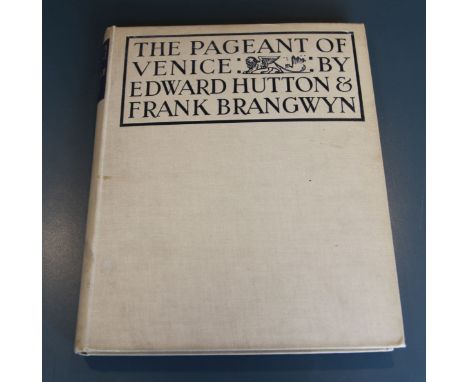 THE PAGEANT OF
VENICE : : BY
EDWARD HUTTON &
FRANK BRANGWYN